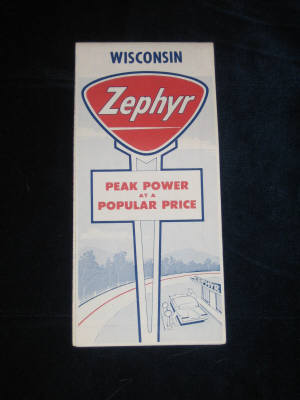 WISCONSIN
Zephyr
PEAK POWER
AT A
POPULAR PRICE